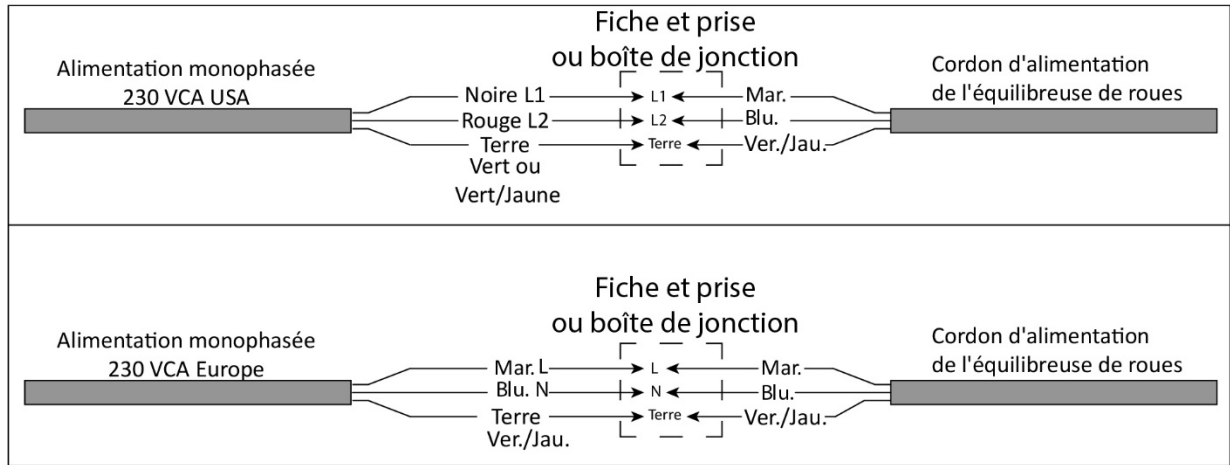 Fiche et prise
ou boîte de jonction
Alimentation monophasée
230 VCA USA
Cordon d'alimentation
de l'équilibreuse de roues
Noire L1
L1
Mar.
Rouge L2
L2
Blu.
Terre
Terre
Ver./Jau.
Vert ou
Vert/Jaune
Fiche et prise
ou boîte de jonction
Alimentation monophasée
230 VCA Europe
Cordon d'alimentation
de l'équilibreuse de roues
Mar. L
L
Mar.
Blu. N
N
Blu.
Terre
Terre
Ver./Jau.
Ver./Jau.